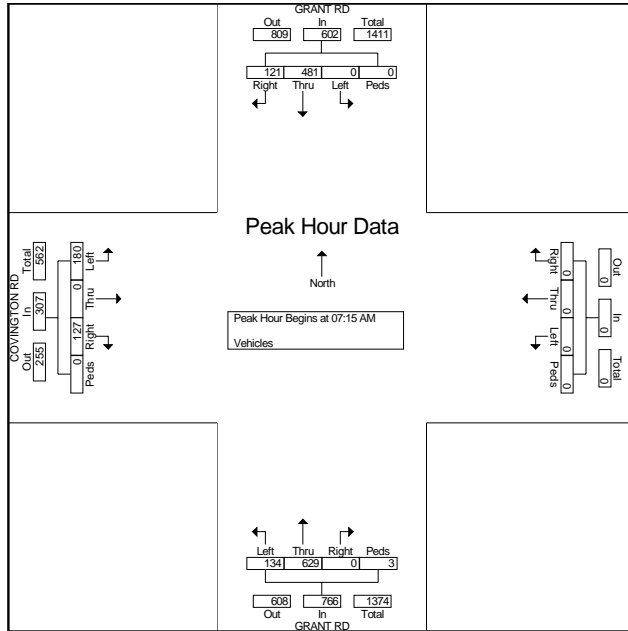 GRANT RD
Out In Total
809 602 1411
121 481 0 0
Right Thru Left Peds
Peak Hour Data
North
Peak Hour Begins at 07:15 AM
Vehicles
COVINGTON RD
Out In Total
255 307 562
180 0 127 0
Left Thru Right Peds
Out In Total
0 0 0
0 0 0 0
Right Thru Left Peds
Left Thru Right Peds
134 629 0 3
608 766 1374
Out In Total
GRANT RD